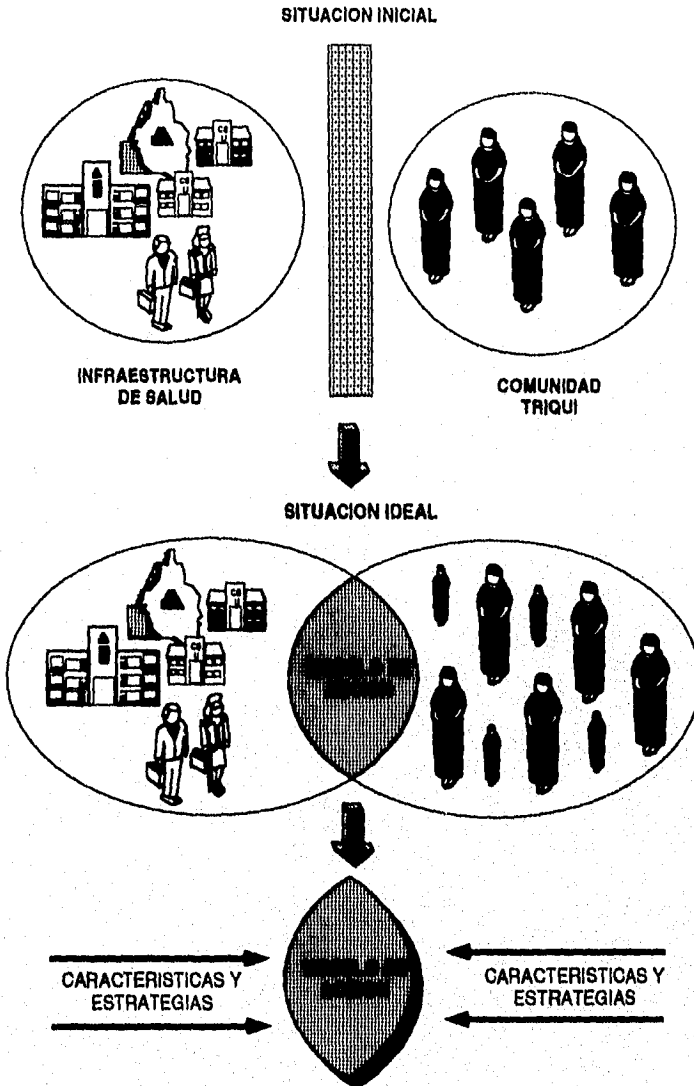 SITUACION INICIAL
INFRAESTRUCTURA
DE SALUD
COMUNIDAD
TRIQUI
SITUACION IDEAL
CARACTERISTICAS Y
ESTRATEGIAS
CARACTERISTICAS Y
ESTRATEGIAS